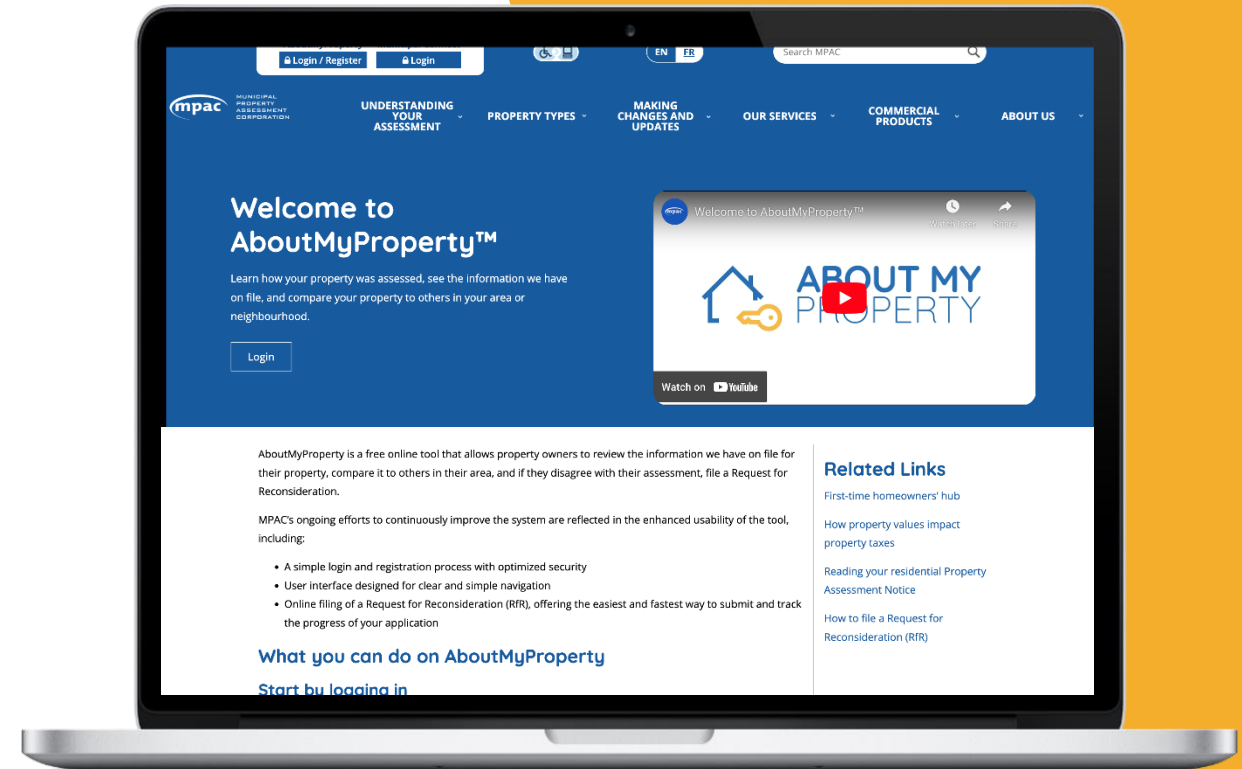 Login / Register
Login
EN FR
Search MPAC
mpac
MUNICIPAL
PROPERTY
ASSESSMENT
CORPORATION
UNDERSTANDING
YOUR
ASSESSMENT
PROPERTY TYPES
MAKING
CHANGES AND
UPDATES
OUR SERVICES
COMMERCIAL
PRODUCTS
ABOUT US
Welcome to
AboutMyProperty™
Learn how your property was assessed, see the information we have
on file, and compare your property to others in your area or
neighbourhood.
Login
mpac
Welcome to AboutMyProperty™
Watch later
Share
ABOUT MY
PROPERTY
Watch on YouTube
AboutMyProperty is a free online tool that allows property owners to review the information we have on file for
their property, compare it to others in their area, and if they disagree with their assessment, file a Request for
Reconsideration.
MPAC's ongoing efforts to continuously improve the system are reflected in the enhanced usability of the tool,
including:
• A simple login and registration process with optimized security
• User interface designed for clear and simple navigation
• Online filing of a Request for Reconsideration (RfR), offering the easiest and fastest way to submit and track
the progress of your application
What you can do on AboutMyProperty
Start by logging in
Related Links
First-time homeowners' hub
How property values impact
property taxes
Reading your residential Property
Assessment Notice
How to file a Request for
Reconsideration (RfR)